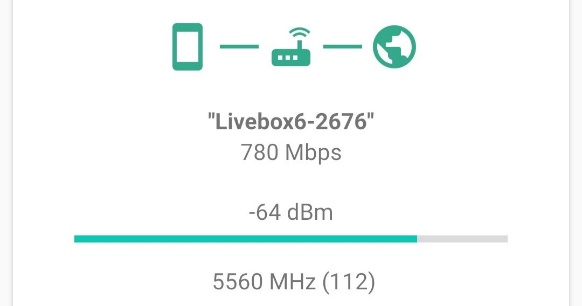 "Livebox6-2676"
780 Mbps
-64 dBm
5560 MHz (112)